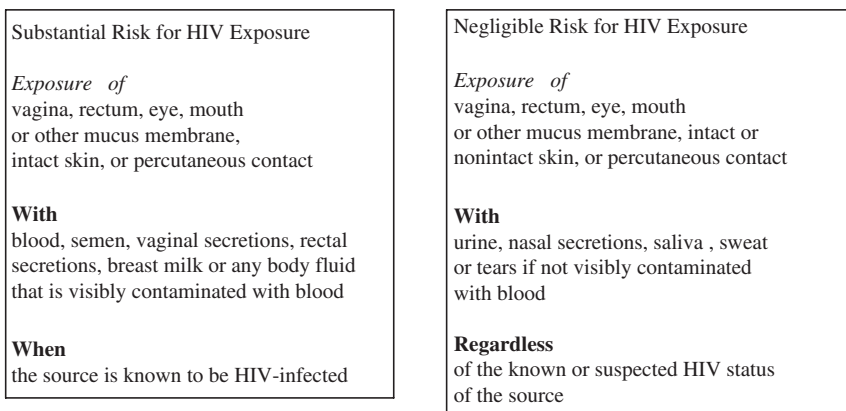 Substantial Risk for HIV Exposure
Exposure of
vagina, rectum, eye, mouth
or other mucus membrane,
intact skin, or percutaneous contact
With
blood, semen, vaginal secretions, rectal
secretions, breast milk or any body fluid
that is visibly contaminated with blood
When
the source is known to be HIV-infected
Negligible Risk for HIV Exposure
Exposure of
vagina, rectum, eye, mouth
or other mucus membrane, intact or
nonintact skin, or percutaneous contact
With
urine, nasal secretions, saliva , sweat
or tears if not visibly contaminated
with blood
Regardless
of the known or suspected HIV status
of the source